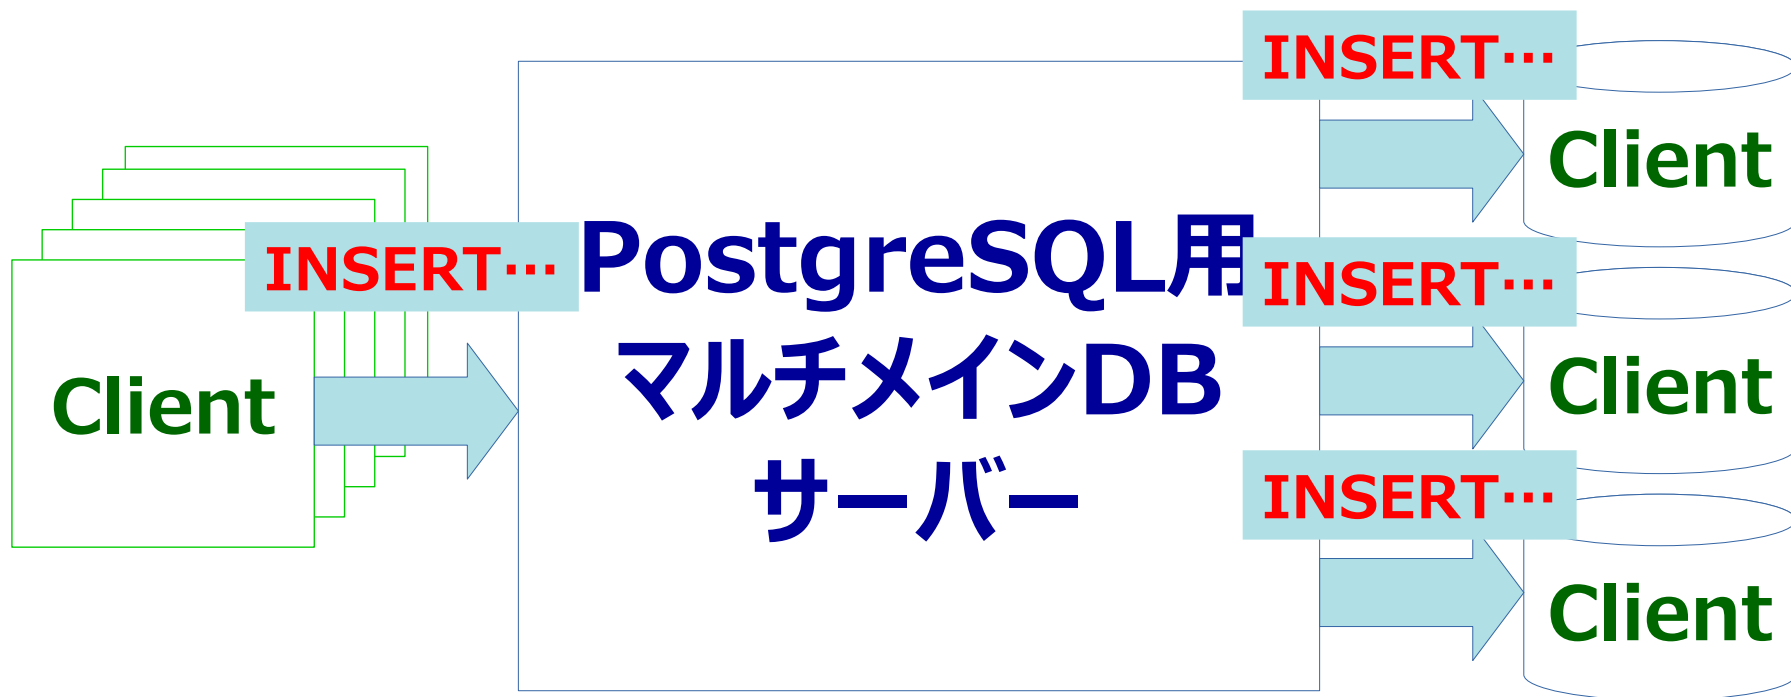 INSERT…
Client
INSERT…
PostgreSQL用
マルチメインDB
サーバー
Client
INSERT…
Client
INSERT…
Client